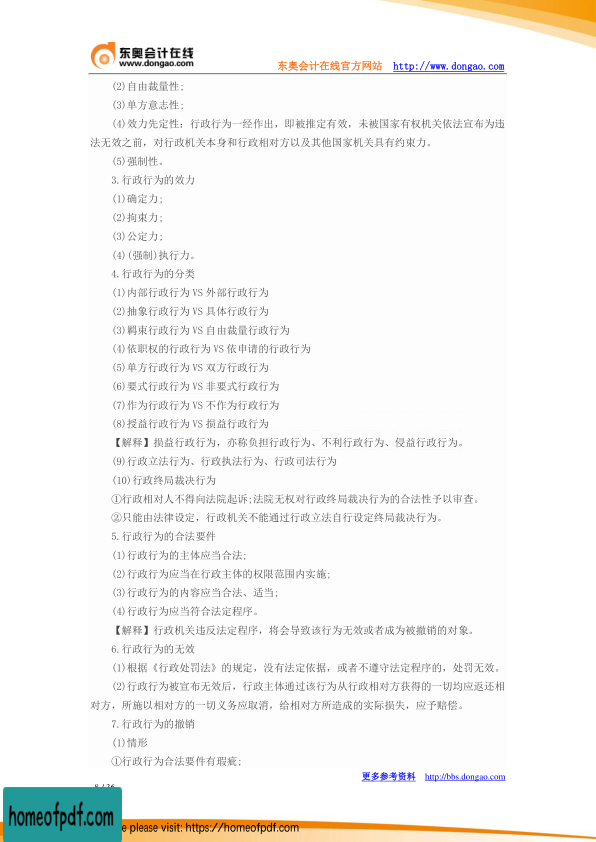 东奥会计在线
www.dongao.com
东奥会计在线官方网站 http://www.dongao.com
(2)自由裁量性;
(3)单方意志性;
(4)效力先定性：行政行为一经作出，即被推定有效，未被国家有权机关依法宣布为违
法无效之前，对行政机关本身和行政相对方以及其他国家机关具有约束力。
(5)强制性。
3.行政行为的效力
(1)确定力;
(2)拘束力;
(3)公定力;
(4)(强制)执行力。
4.行政行为的分类
(1)内部行政行为 VS 外部行政行为
(2)抽象行政行为 VS 具体行政行为
(3)羁束行政行为 VS 自由裁量行政行为
(4)依职权的行政行为 VS 依申请的行政行为
(5)单方行政行为 VS 双方行政行为
(6)要式行政行为 VS 非要式行政行为
(7)作为行政行为 VS 不作为行政行为
(8)授益行政行为 VS 损益行政行为
【解释】损益行政行为，亦称负担行政行为、不利行政行为、侵益行政行为。
(9)行政立法行为、行政执法行为、行政司法行为
(10)行政终局裁决行为
①行政相对人不得向法院起诉;法院无权对行政终局裁决行为的合法性予以审查。
②只能由法律设定，行政机关不能通过行政立法自行设定终局裁决行为。
5.行政行为的合法要件
(1)行政行为的主体应当合法;
(2)行政行为应当在行政主体的权限范围内实施;
(3)行政行为的内容应当合法、适当;
(4)行政行为应当符合法定程序。
【解释】行政机关违反法定程序，将会导致该行为无效或者成为被撤销的对象。
6.行政行为的无效
(1)根据《行政处罚法》的规定，没有法定依据，或者不遵守法定程序的，处罚无效。
(2)行政行为被宣布无效后，行政主体通过该行为从行政相对方获得的一切均应返还相
对方，所施以相对方的一切义务应取消，给相对方所造成的实际损失，应予赔偿。
7.行政行为的撤销
(1)情形
①行政行为合法要件有瑕疵;
更多参考资料 http://bbs.dongao.com
homeofpdf.com
e please visit: https://homeofpdf.com